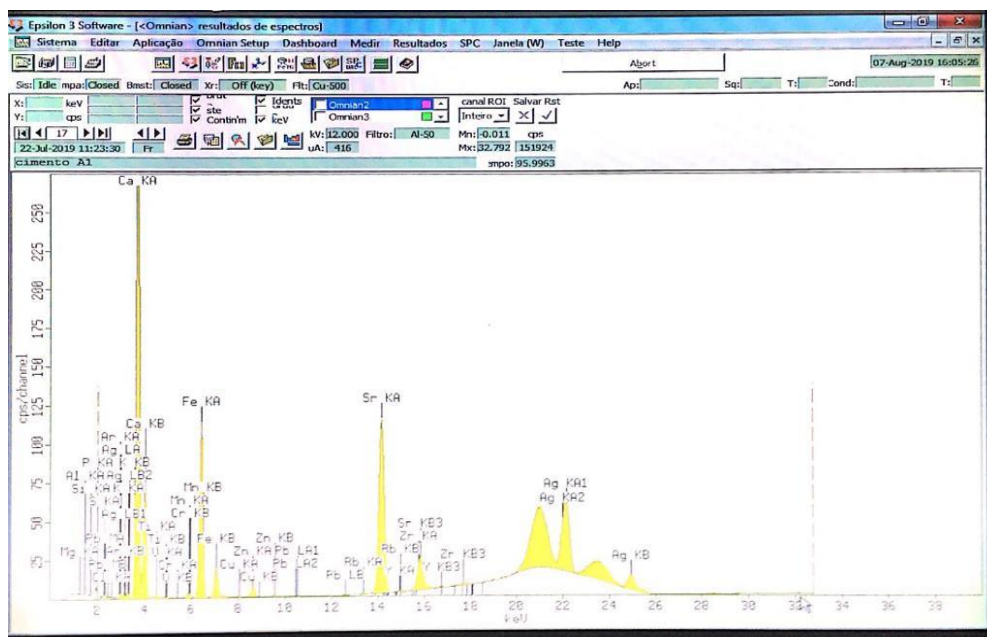 Epsilon 3 Software - [<Omnian> resultados de espectros]
Sistema Editar Aplicação Omnian Setup Dashboard Medir Resultados SPC Janela (W) Teste Help
Abort
07-Aug-2019 16:05:26
Sis: Idle mpa: Closed Bmst: Closed Xr: Off (key) Flt: Cu-500 Ap: Sq: T: Cond: T:
X: keV
Y: cps
ste
Contin'm
Idents
keV
Omnian2
Omnian3
canal ROI Salvar Rst
Inteiro
17
kV: 12.000 Filtro: Al-50 Mn: -0.011 cps
22-Jul-2019 11:23:30 Fr
uA: 416 Mx: 32.792 151924
cimento A1
mpo: 95.9963
Ca KA
250
225
200
175
150
125
100
75
50
25
cps/channel
Fe KA
Sr KA
Ca KB
Ar KA
Ag LA
P KA K KB
Al KA Ag LB2
Mn KB
Ag KA1
Ag KA2
Mn KA
Ag LB1
Cr KB
Ti KA
Sr KB3
Fe KB
Zn KB
Zr KA
Zn KA Pb LA1
Rb KB
Zr KB3
Mg KA
Rb KA
Ag KB
Cu KA
Pb LA2
Y KB3
Cu KB
Pb LB
2 4 6 8 10 12 14 16 18 20 22 24 26 28 30 32 34 36 38
keV